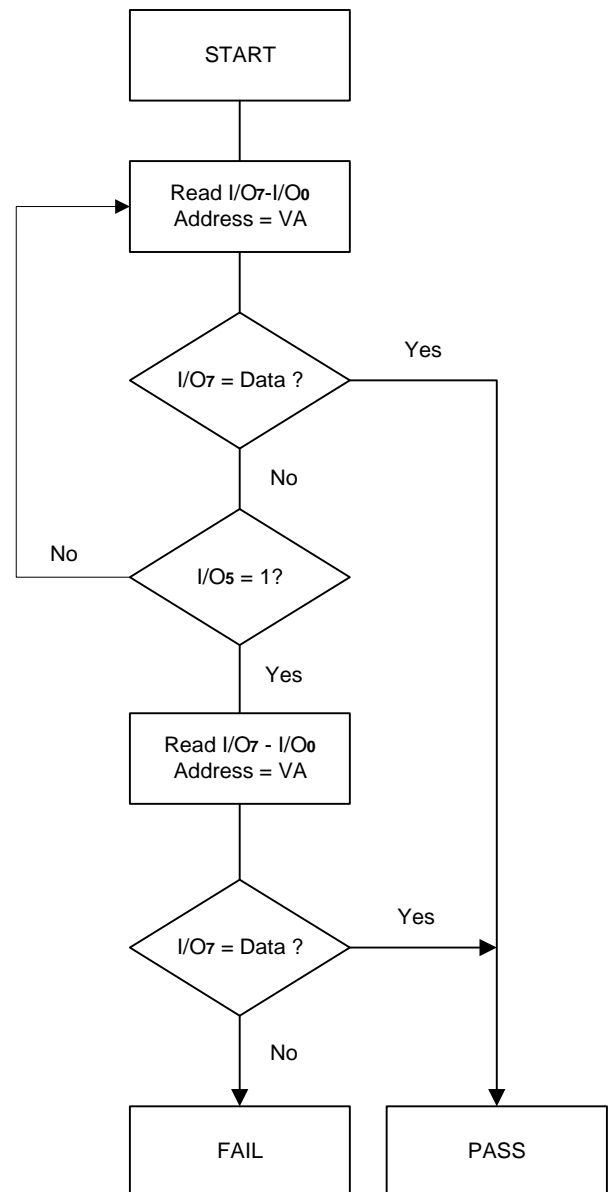 START
Read I/O7-I/O0
Address = VA
Yes
I/O7 = Data ?
No
No
I/O5 = 1?
Yes
Read I/O7 - I/O0
Address = VA
Yes
I/O7 = Data ?
No
FAIL
PASS